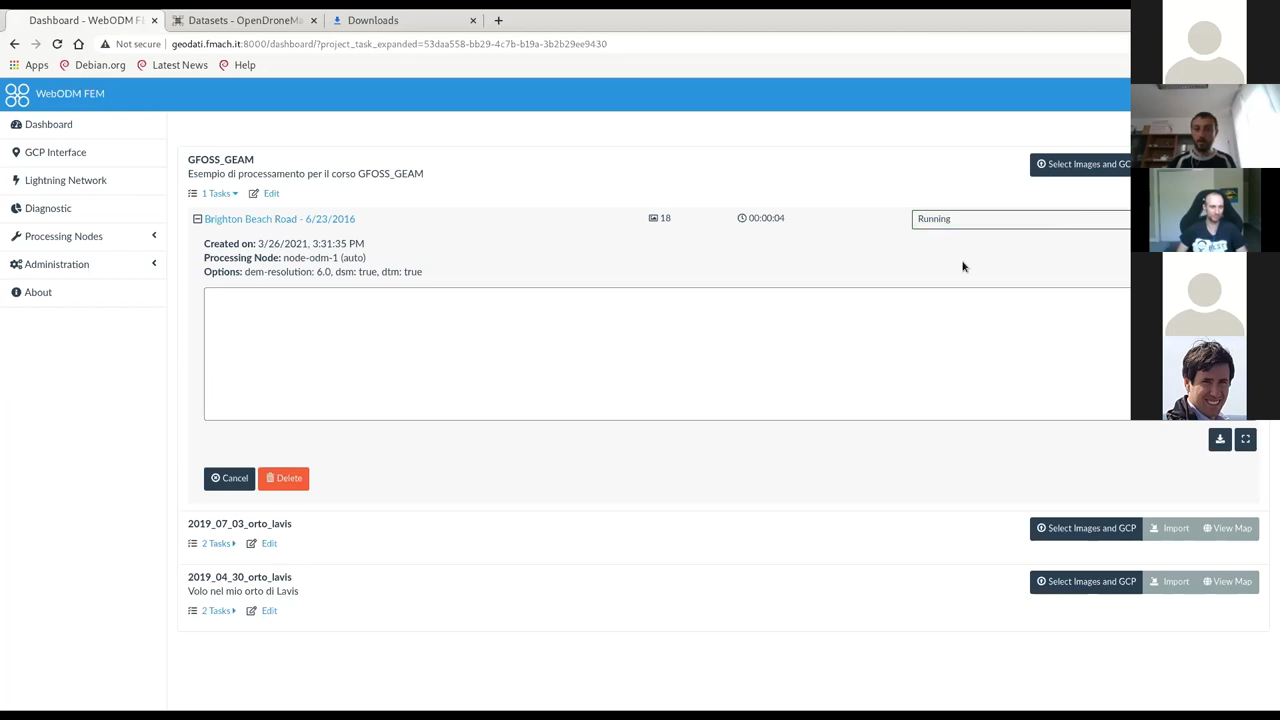 Dashboard - WebODM FE
Datasets - OpenDroneMa
Downloads
Not secure
geodati.fmach.it:8000/dashboard/?project_task_expanded=53daa558-bb29-4c7b-b19a-3b2b29ee9430
Apps
Debian.org
Latest News
Help
WebODM FEM
Dashboard
GCP Interface
Lightning Network
Diagnostic
Processing Nodes
Administration
About
GFOSS_GEAM
Esempio di processamento per il corso GFOSS_GEAM
Select Images and GC
1 Tasks
Edit
Brighton Beach Road - 6/23/2016
18
00:00:04
Running
Created on: 3/26/2021, 3:31:35 PM
Processing Node: node-odm-1 (auto)
Options: dem-resolution: 6.0, dsm: true, dtm: true
Cancel
Delete
2019_07_03_orto_lavis
Select Images and GCP
Import
View Map
2 Tasks
Edit
2019_04_30_orto_lavis
Volo nel mio orto di Lavis
Select Images and GCP
Import
View Map
2 Tasks
Edit